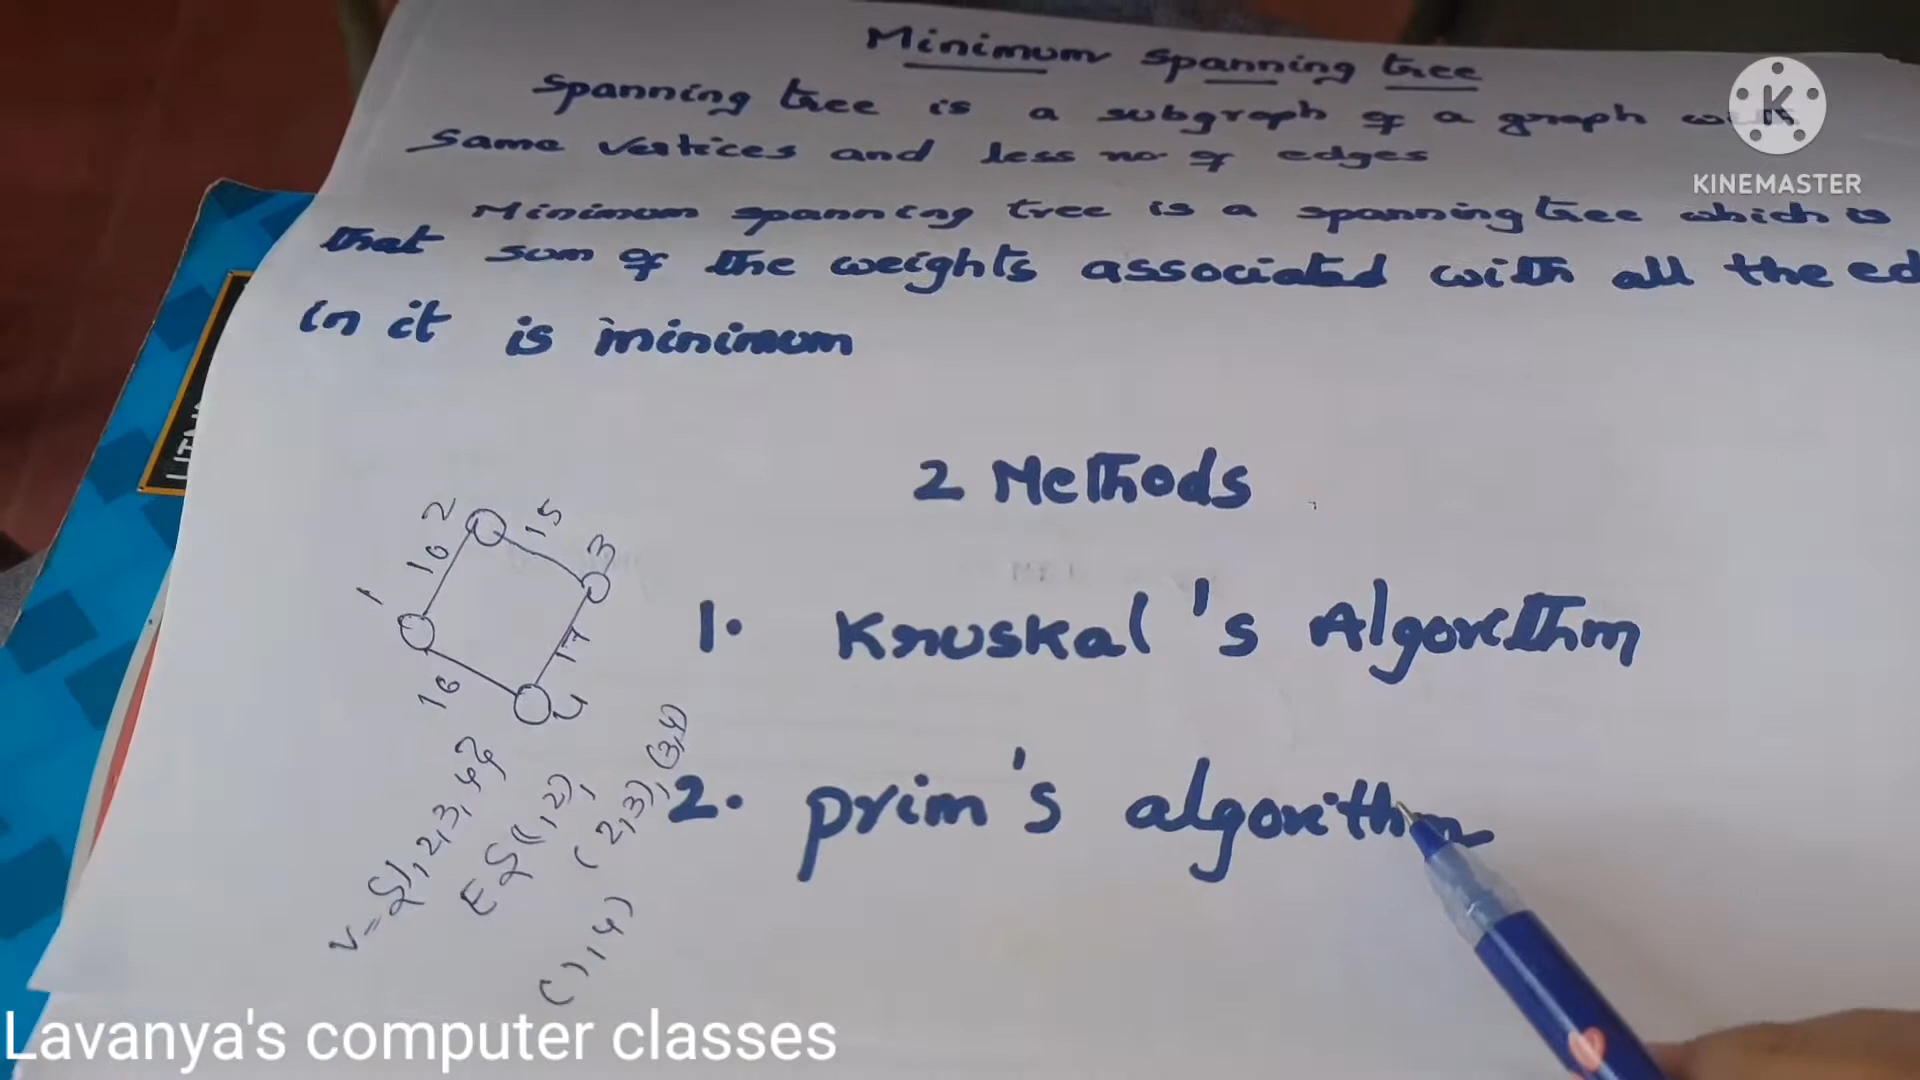 Minimum spanning tree
Spanning tree is a subgraph of a graph with
same vertices and less no of edges
Minimum spanning tree is a spanning tree which is
that sum of the weights associated with all the ed
in it is minimum
2 Methods
1. Kruskal's Algorithm
2. prim's algorithm
2
15
3
10
1
17
16
4
V={1,2,3,4}
E{(1,2),
(2,3),(3,4)
(1,4)
K
KINEMASTER
Lavanya's computer classes